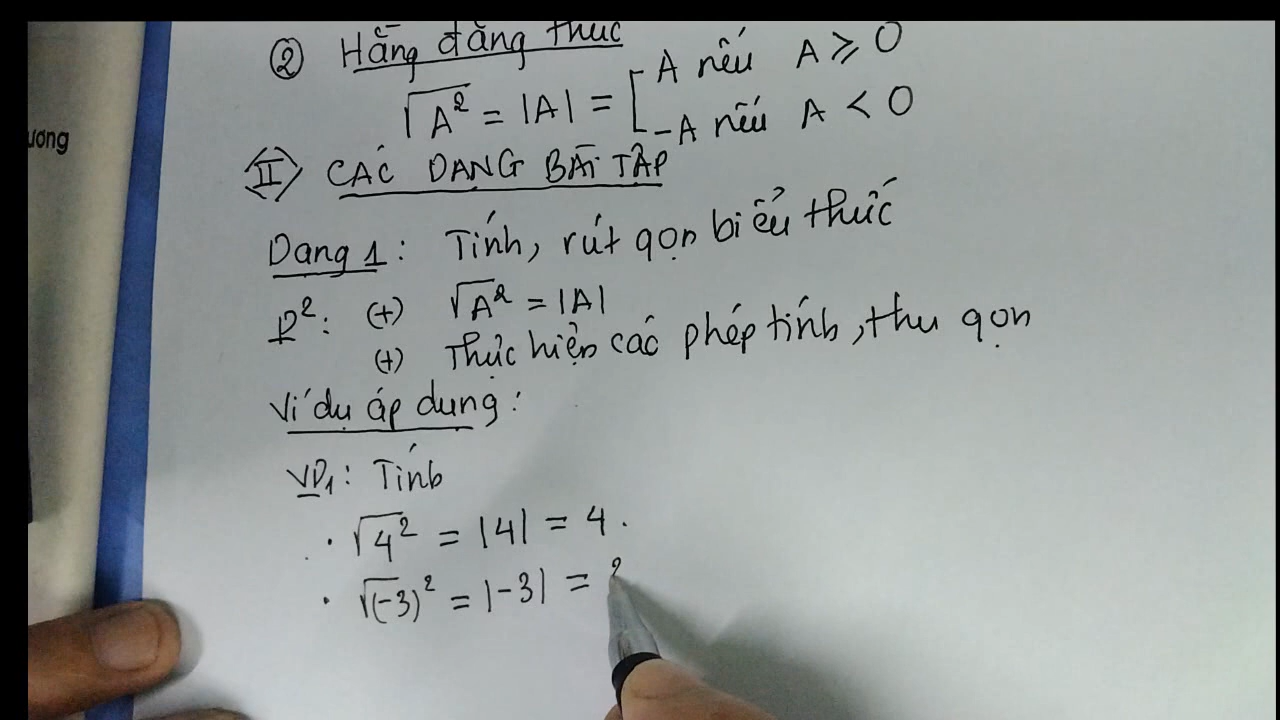 ② Hằng đẳng thức
√A² = |A| = [ A nếu A ≥ 0
-A nếu A < 0
ương
II CÁC DẠNG BÀI TẬP
Dạng 1: Tính, rút gọn biểu thức
P²: (+) √A² = |A|
(+) Thực hiện các phép tính, thu gọn
Ví dụ áp dụng:
VD₁: Tính
· √4² = |4| = 4.
· √(-3)² = |-3| =